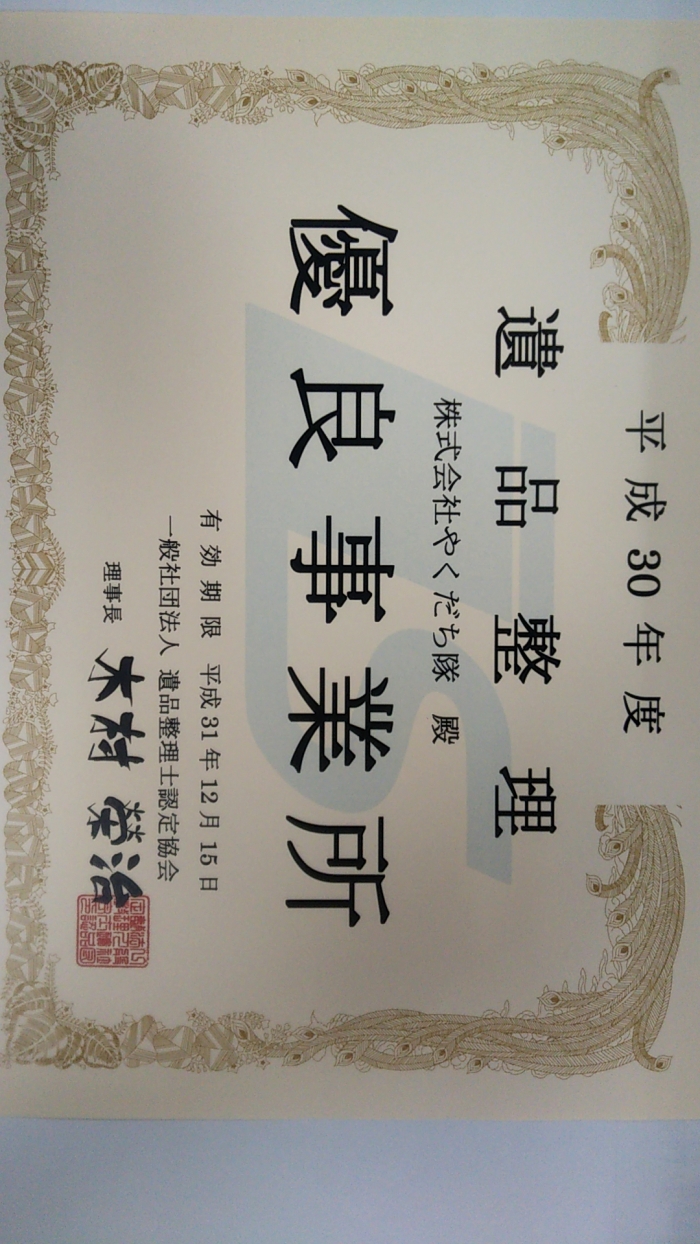 平成30年度
遺品整理
株式会社やくだち隊 殿
優良事業所
有効期限 平成31年12月15日
一般社団法人 遺品整理士認定協会
理事長 木村 榮治